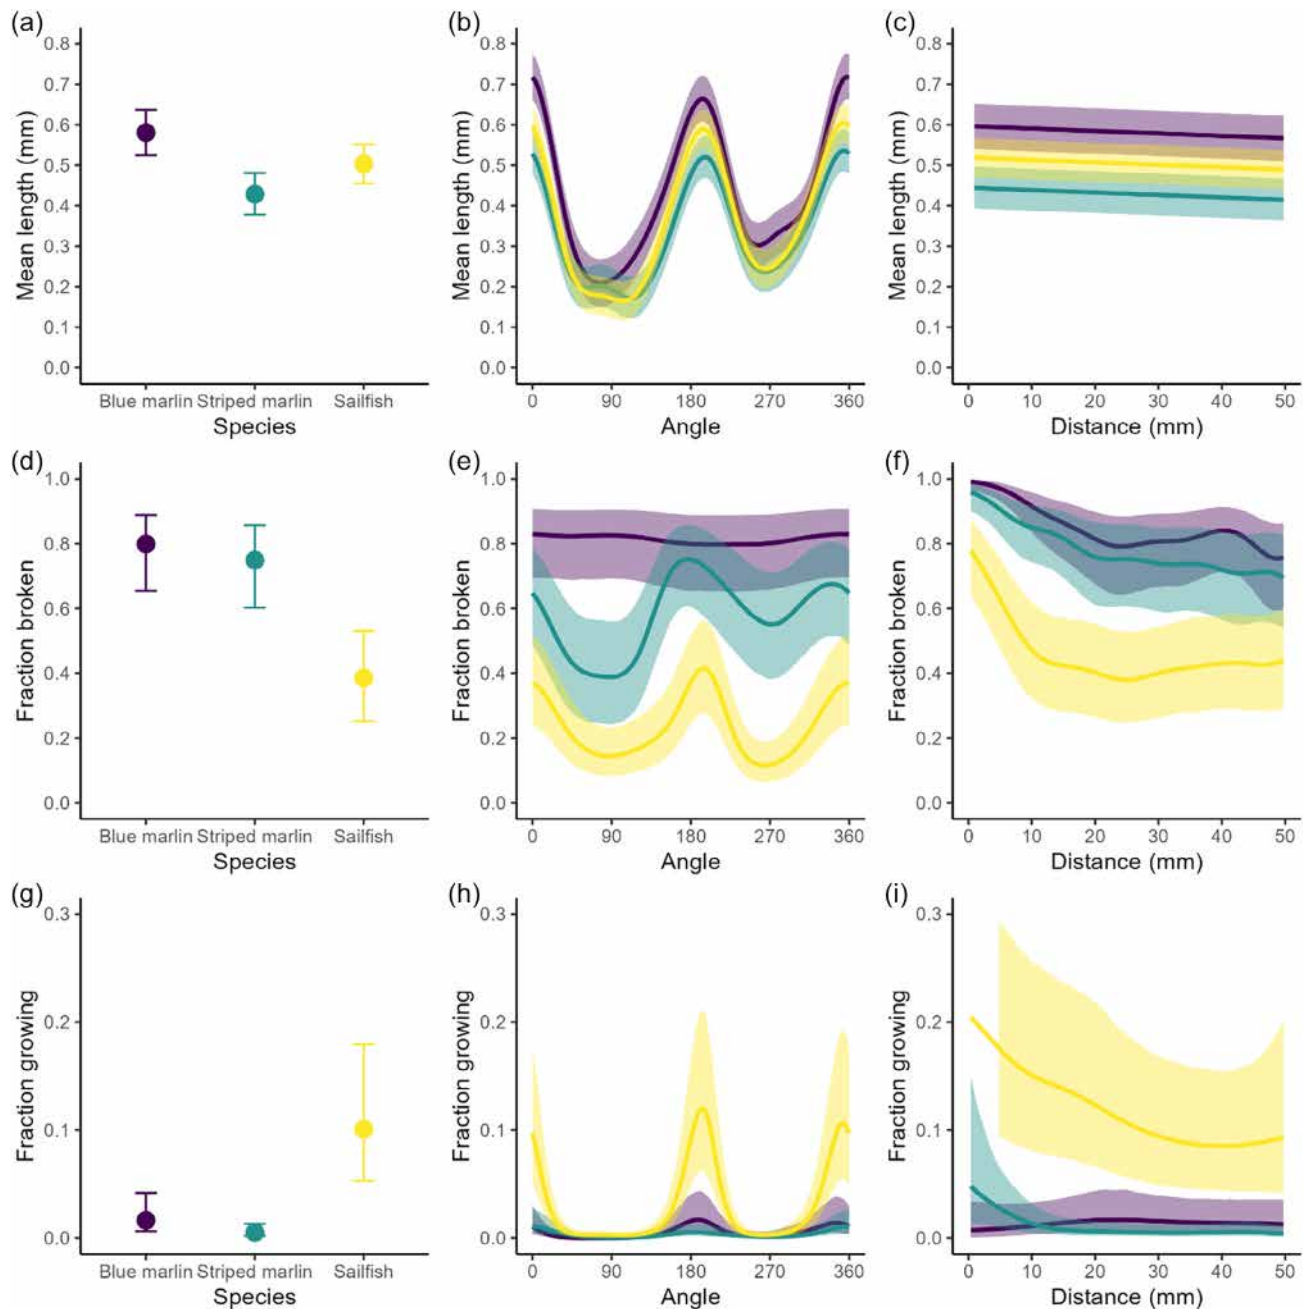 (a)
(b)
(c)
0.8
0.7
0.6
0.5
0.4
0.3
0.2
0.1
0.0
Mean length (mm)
Blue marlin Striped marlin Sailfish
Species
0.8
0.7
0.6
0.5
0.4
0.3
0.2
0.1
0.0
Mean length (mm)
0 90 180 270 360
Angle
0.8
0.7
0.6
0.5
0.4
0.3
0.2
0.1
0.0
Mean length (mm)
0 10 20 30 40 50
Distance (mm)
(d)
(e)
(f)
1.0
0.8
0.6
0.4
0.2
0.0
Fraction broken
Blue marlin Striped marlin Sailfish
Species
1.0
0.8
0.6
0.4
0.2
0.0
Fraction broken
0 90 180 270 360
Angle
1.0
0.8
0.6
0.4
0.2
0.0
Fraction broken
0 10 20 30 40 50
Distance (mm)
(g)
(h)
(i)
0.3
0.2
0.1
0.0
Fraction growing
Blue marlin Striped marlin Sailfish
Species
0.3
0.2
0.1
0.0
Fraction growing
0 90 180 270 360
Angle
0.3
0.2
0.1
0.0
Fraction growing
0 10 20 30 40 50
Distance (mm)